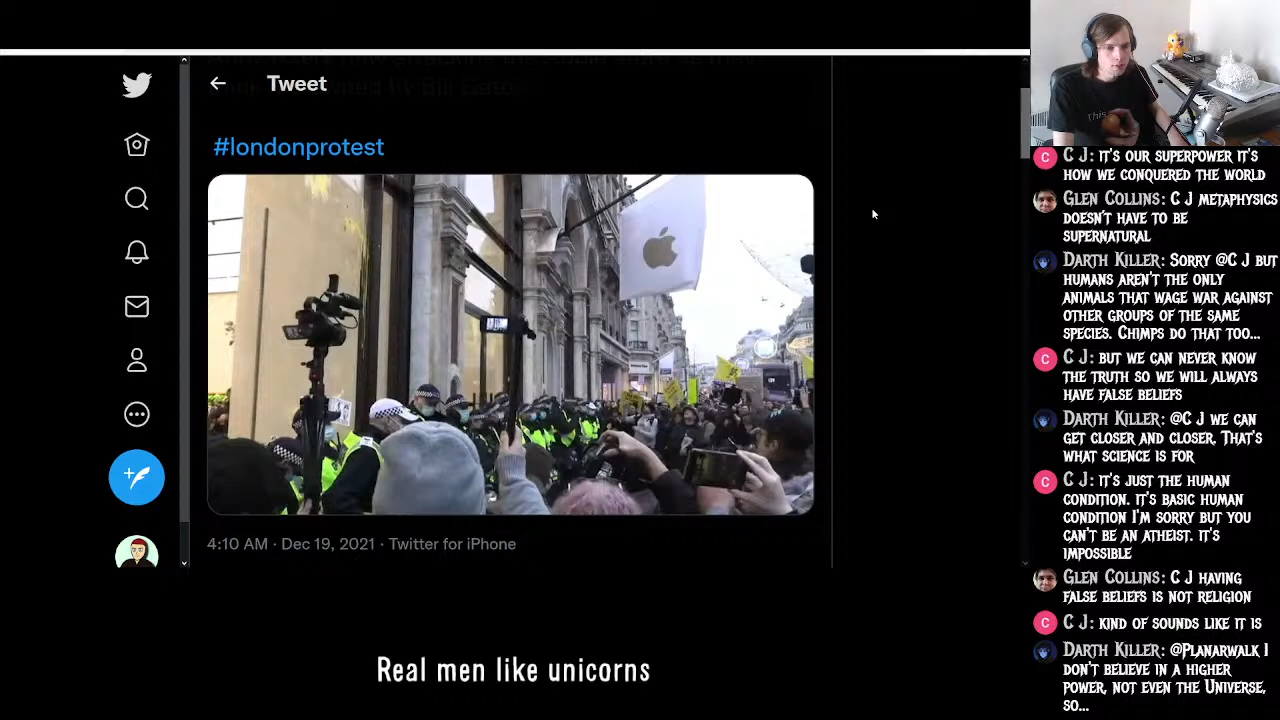 Tweet
#londonprotest
4:10 AM · Dec 19, 2021 · Twitter for iPhone
Real men like unicorns
This
C J: IT'S OUR SUPERPOWER IT'S
HOW WE CONQUERED THE WORLD
GLEN COLLINS: C J METAPHYSICS
DOESN'T HAVE TO BE
SUPERNATURAL
DARTH KILLER: SORRY @C J BUT
HUMANS AREN'T THE ONLY
ANIMALS THAT WAGE WAR AGAINST
OTHER GROUPS OF THE SAME
SPECIES. CHIMPS DO THAT TOO...
C J: BUT WE CAN NEVER KNOW
THE TRUTH SO WE WILL ALWAYS
HAVE FALSE BELIEFS
DARTH KILLER: @C J WE CAN
GET CLOSER AND CLOSER, THAT'S
WHAT SCIENCE IS FOR
C J: IT'S JUST THE HUMAN
CONDITION. IT'S BASIC HUMAN
CONDITION I'M SORRY BUT YOU
CAN'T BE AN ATHEIST. IT'S
IMPOSSIBLE
GLEN COLLINS: C J HAVING
FALSE BELIEFS IS NOT RELIGION
C J: KIND OF SOUNDS LIKE IT IS
DARTH KILLER: @PLANARWALK I
DON'T BELIEVE IN A HIGHER
POWER, NOT EVEN THE UNIVERSE,
SO...